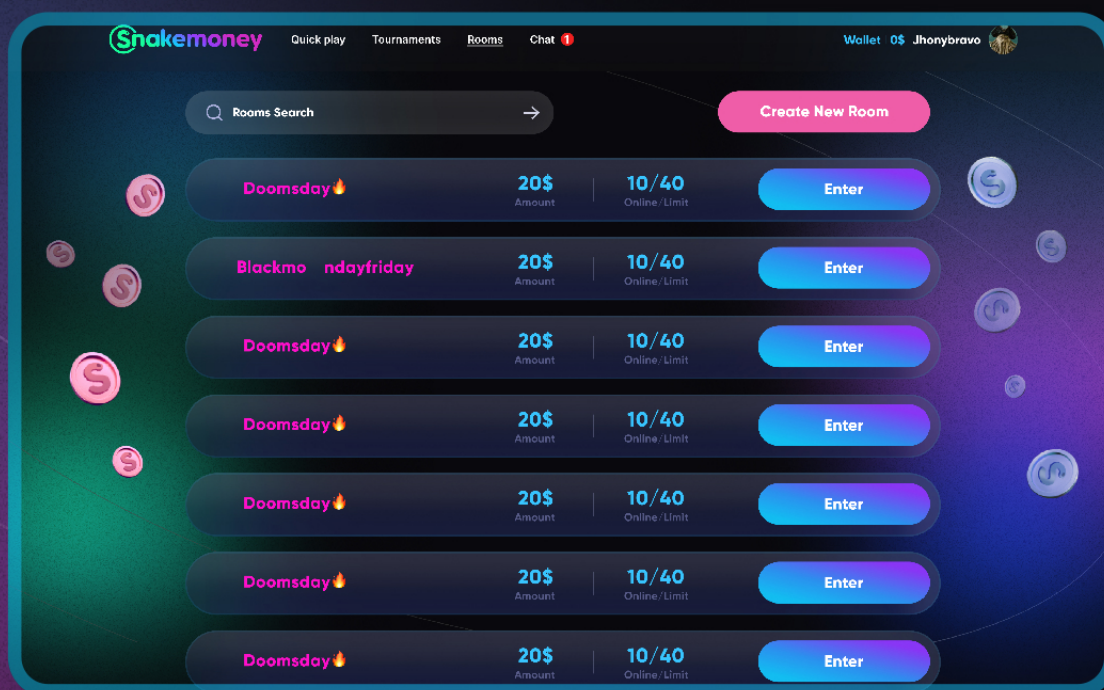 Snakemoney Quick play Tournaments Rooms Chat 1 Wallet 0$ Jhonybravo
Rooms Search Create New Room
Doomsday🔥 20$ 10/40 Enter
Amount Online/Limit
Blackmo ndayfriday 20$ 10/40 Enter
Amount Online/Limit
Doomsday🔥 20$ 10/40 Enter
Amount Online/Limit
Doomsday🔥 20$ 10/40 Enter
Amount Online/Limit
Doomsday🔥 20$ 10/40 Enter
Amount Online/Limit
Doomsday🔥 20$ 10/40 Enter
Amount Online/Limit
Doomsday🔥 20$ 10/40 Enter
Amount Online/Limit